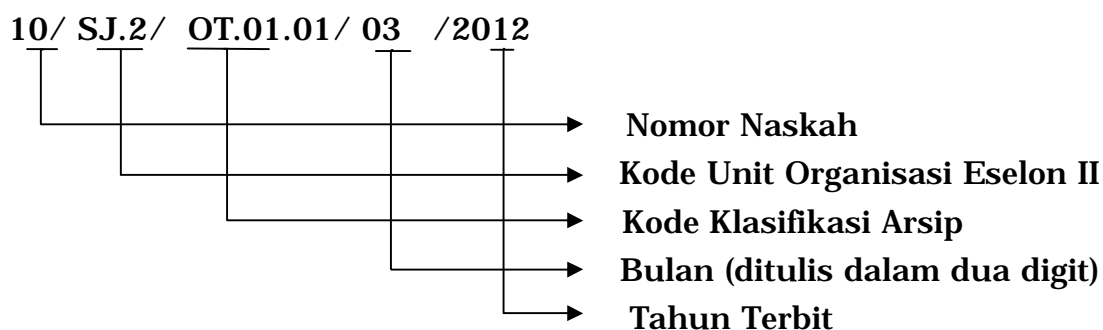 10/ SJ.2/ OT.01.01/ 03 /2012
Nomor Naskah
Kode Unit Organisasi Eselon II
Kode Klasifikasi Arsip
Bulan (ditulis dalam dua digit)
Tahun Terbit